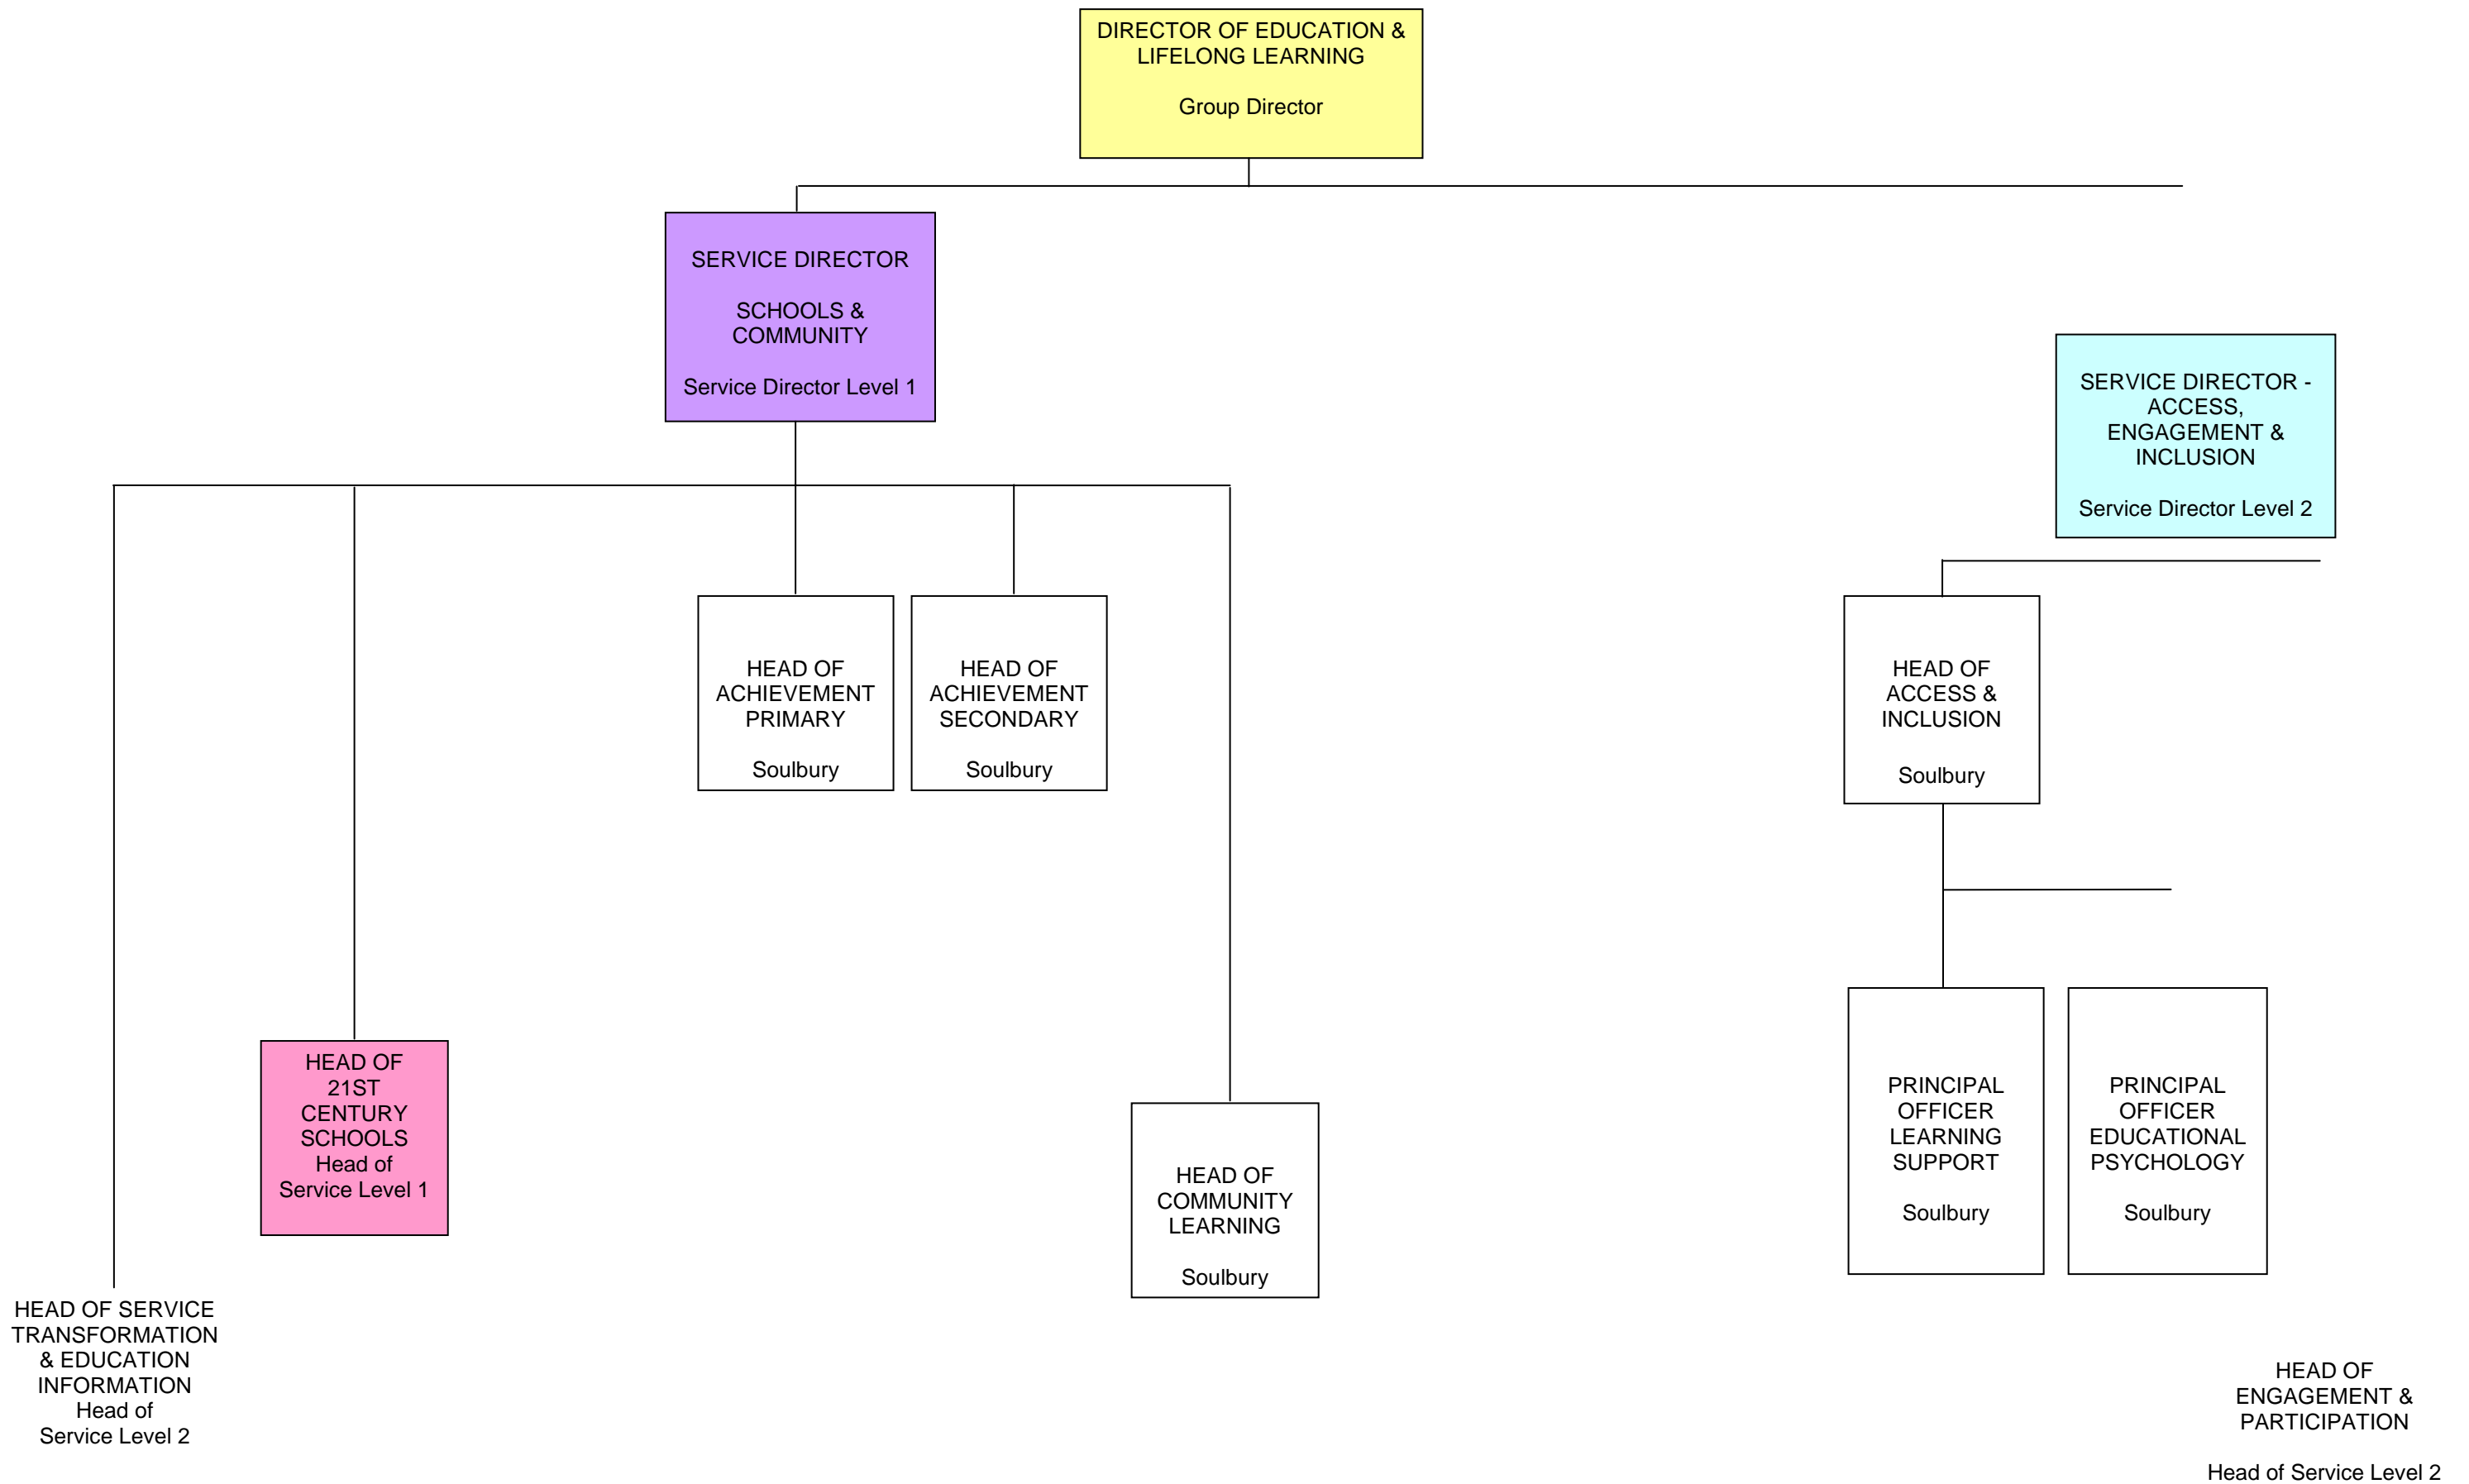 DIRECTOR OF EDUCATION &
LIFELONG LEARNING
Group Director
SERVICE DIRECTOR
SCHOOLS &
COMMUNITY
Service Director Level 1
SERVICE DIRECTOR -
ACCESS,
ENGAGEMENT &
INCLUSION
Service Director Level 2
HEAD OF
ACHIEVEMENT
PRIMARY
Soulbury
HEAD OF
ACHIEVEMENT
SECONDARY
Soulbury
HEAD OF
ACCESS &
INCLUSION
Soulbury
HEAD OF
21ST
CENTURY
SCHOOLS
Head of
Service Level 1
HEAD OF
COMMUNITY
LEARNING
Soulbury
PRINCIPAL
OFFICER
LEARNING
SUPPORT
Soulbury
PRINCIPAL
OFFICER
EDUCATIONAL
PSYCHOLOGY
Soulbury
HEAD OF SERVICE
TRANSFORMATION
& EDUCATION
INFORMATION
Head of
Service Level 2
HEAD OF
ENGAGEMENT &
PARTICIPATION
Head of Service Level 2